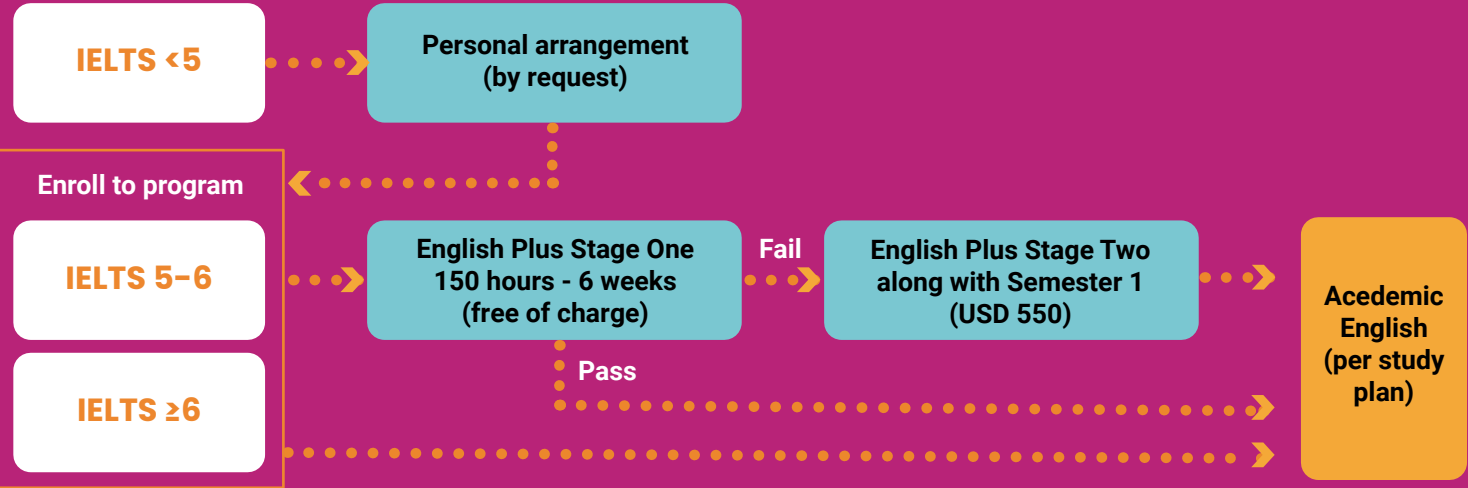 IELTS <5
Personal arrangement
(by request)
Enroll to program
IELTS 5-6
English Plus Stage One
150 hours - 6 weeks
(free of charge)
Fail
English Plus Stage Two
along with Semester 1
(USD 550)
Pass
IELTS ≥6
Acedemic
English
(per study
plan)